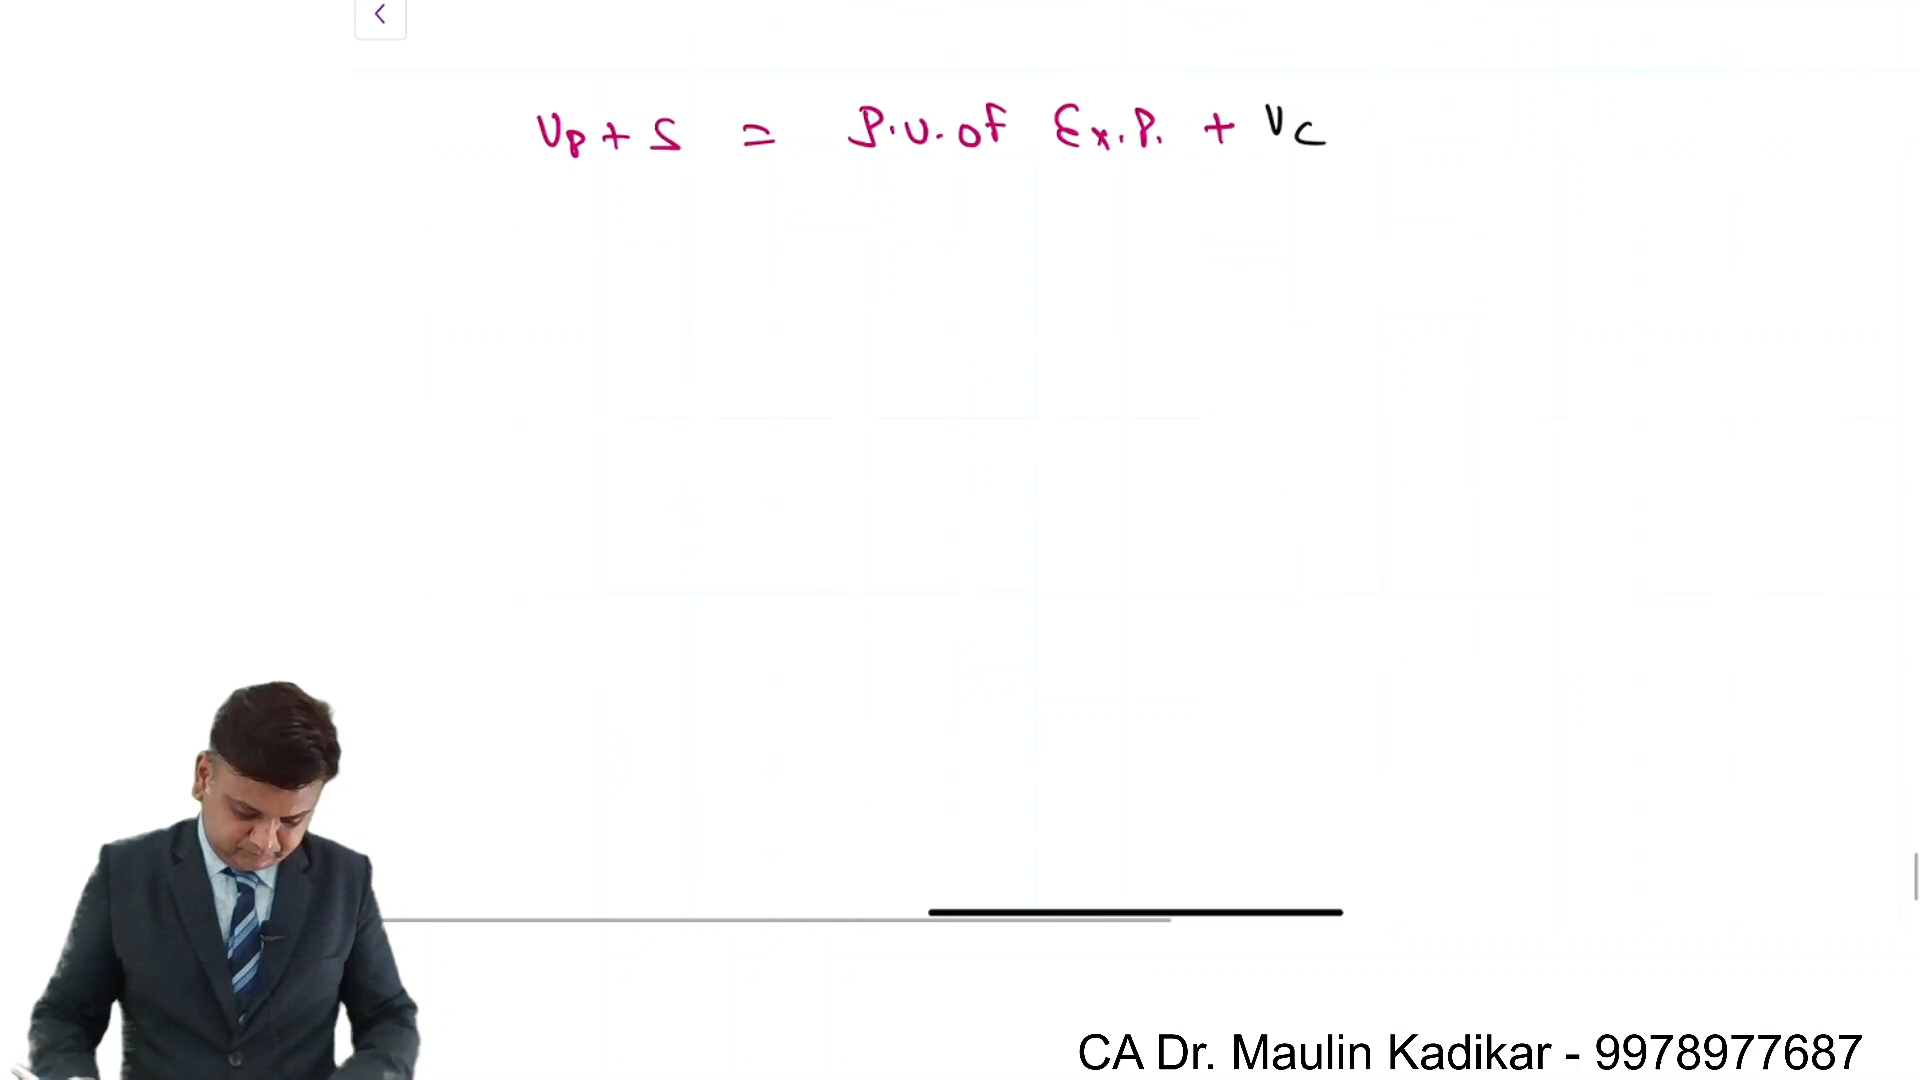 Vp + S = P.V. of Ex.P. + Vc
CA Dr. Maulin Kadikar - 9978977687